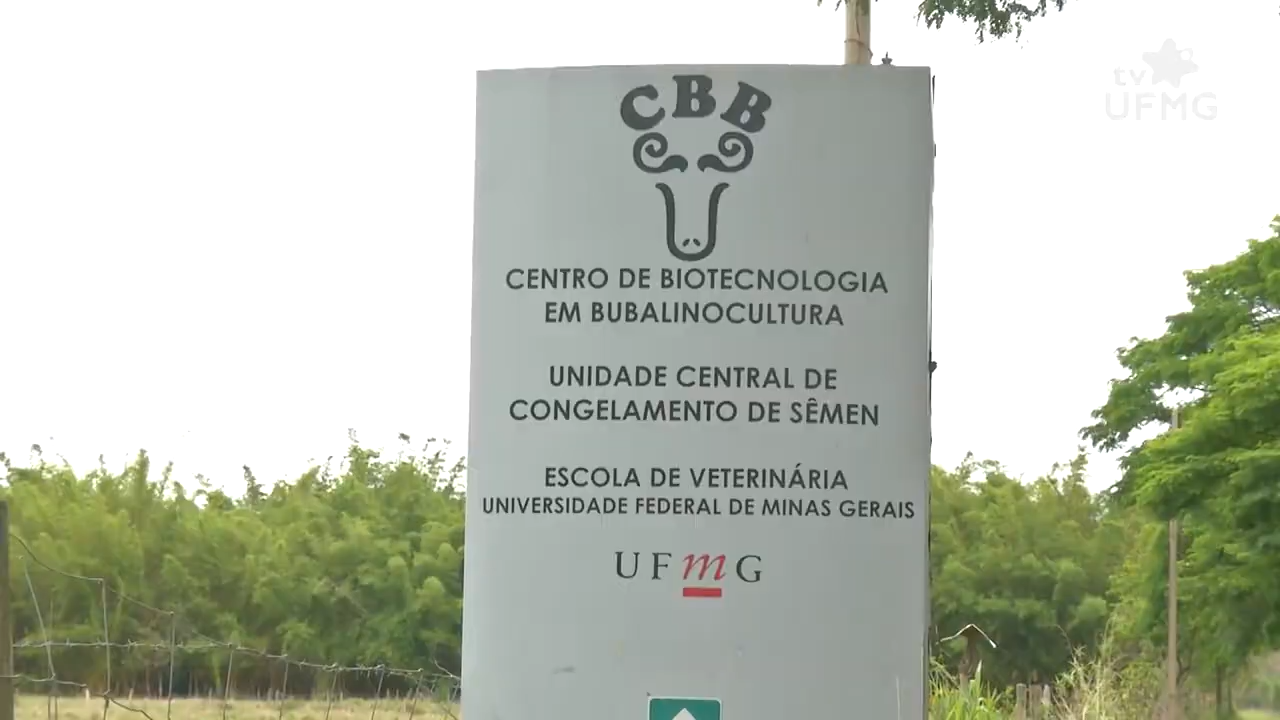 tv
UFMG
CBB
CENTRO DE BIOTECNOLOGIA
EM BUBALINOCULTURA
UNIDADE CENTRAL DE
CONGELAMENTO DE SÊMEN
ESCOLA DE VETERINÁRIA
UNIVERSIDADE FEDERAL DE MINAS GERAIS
UFmG